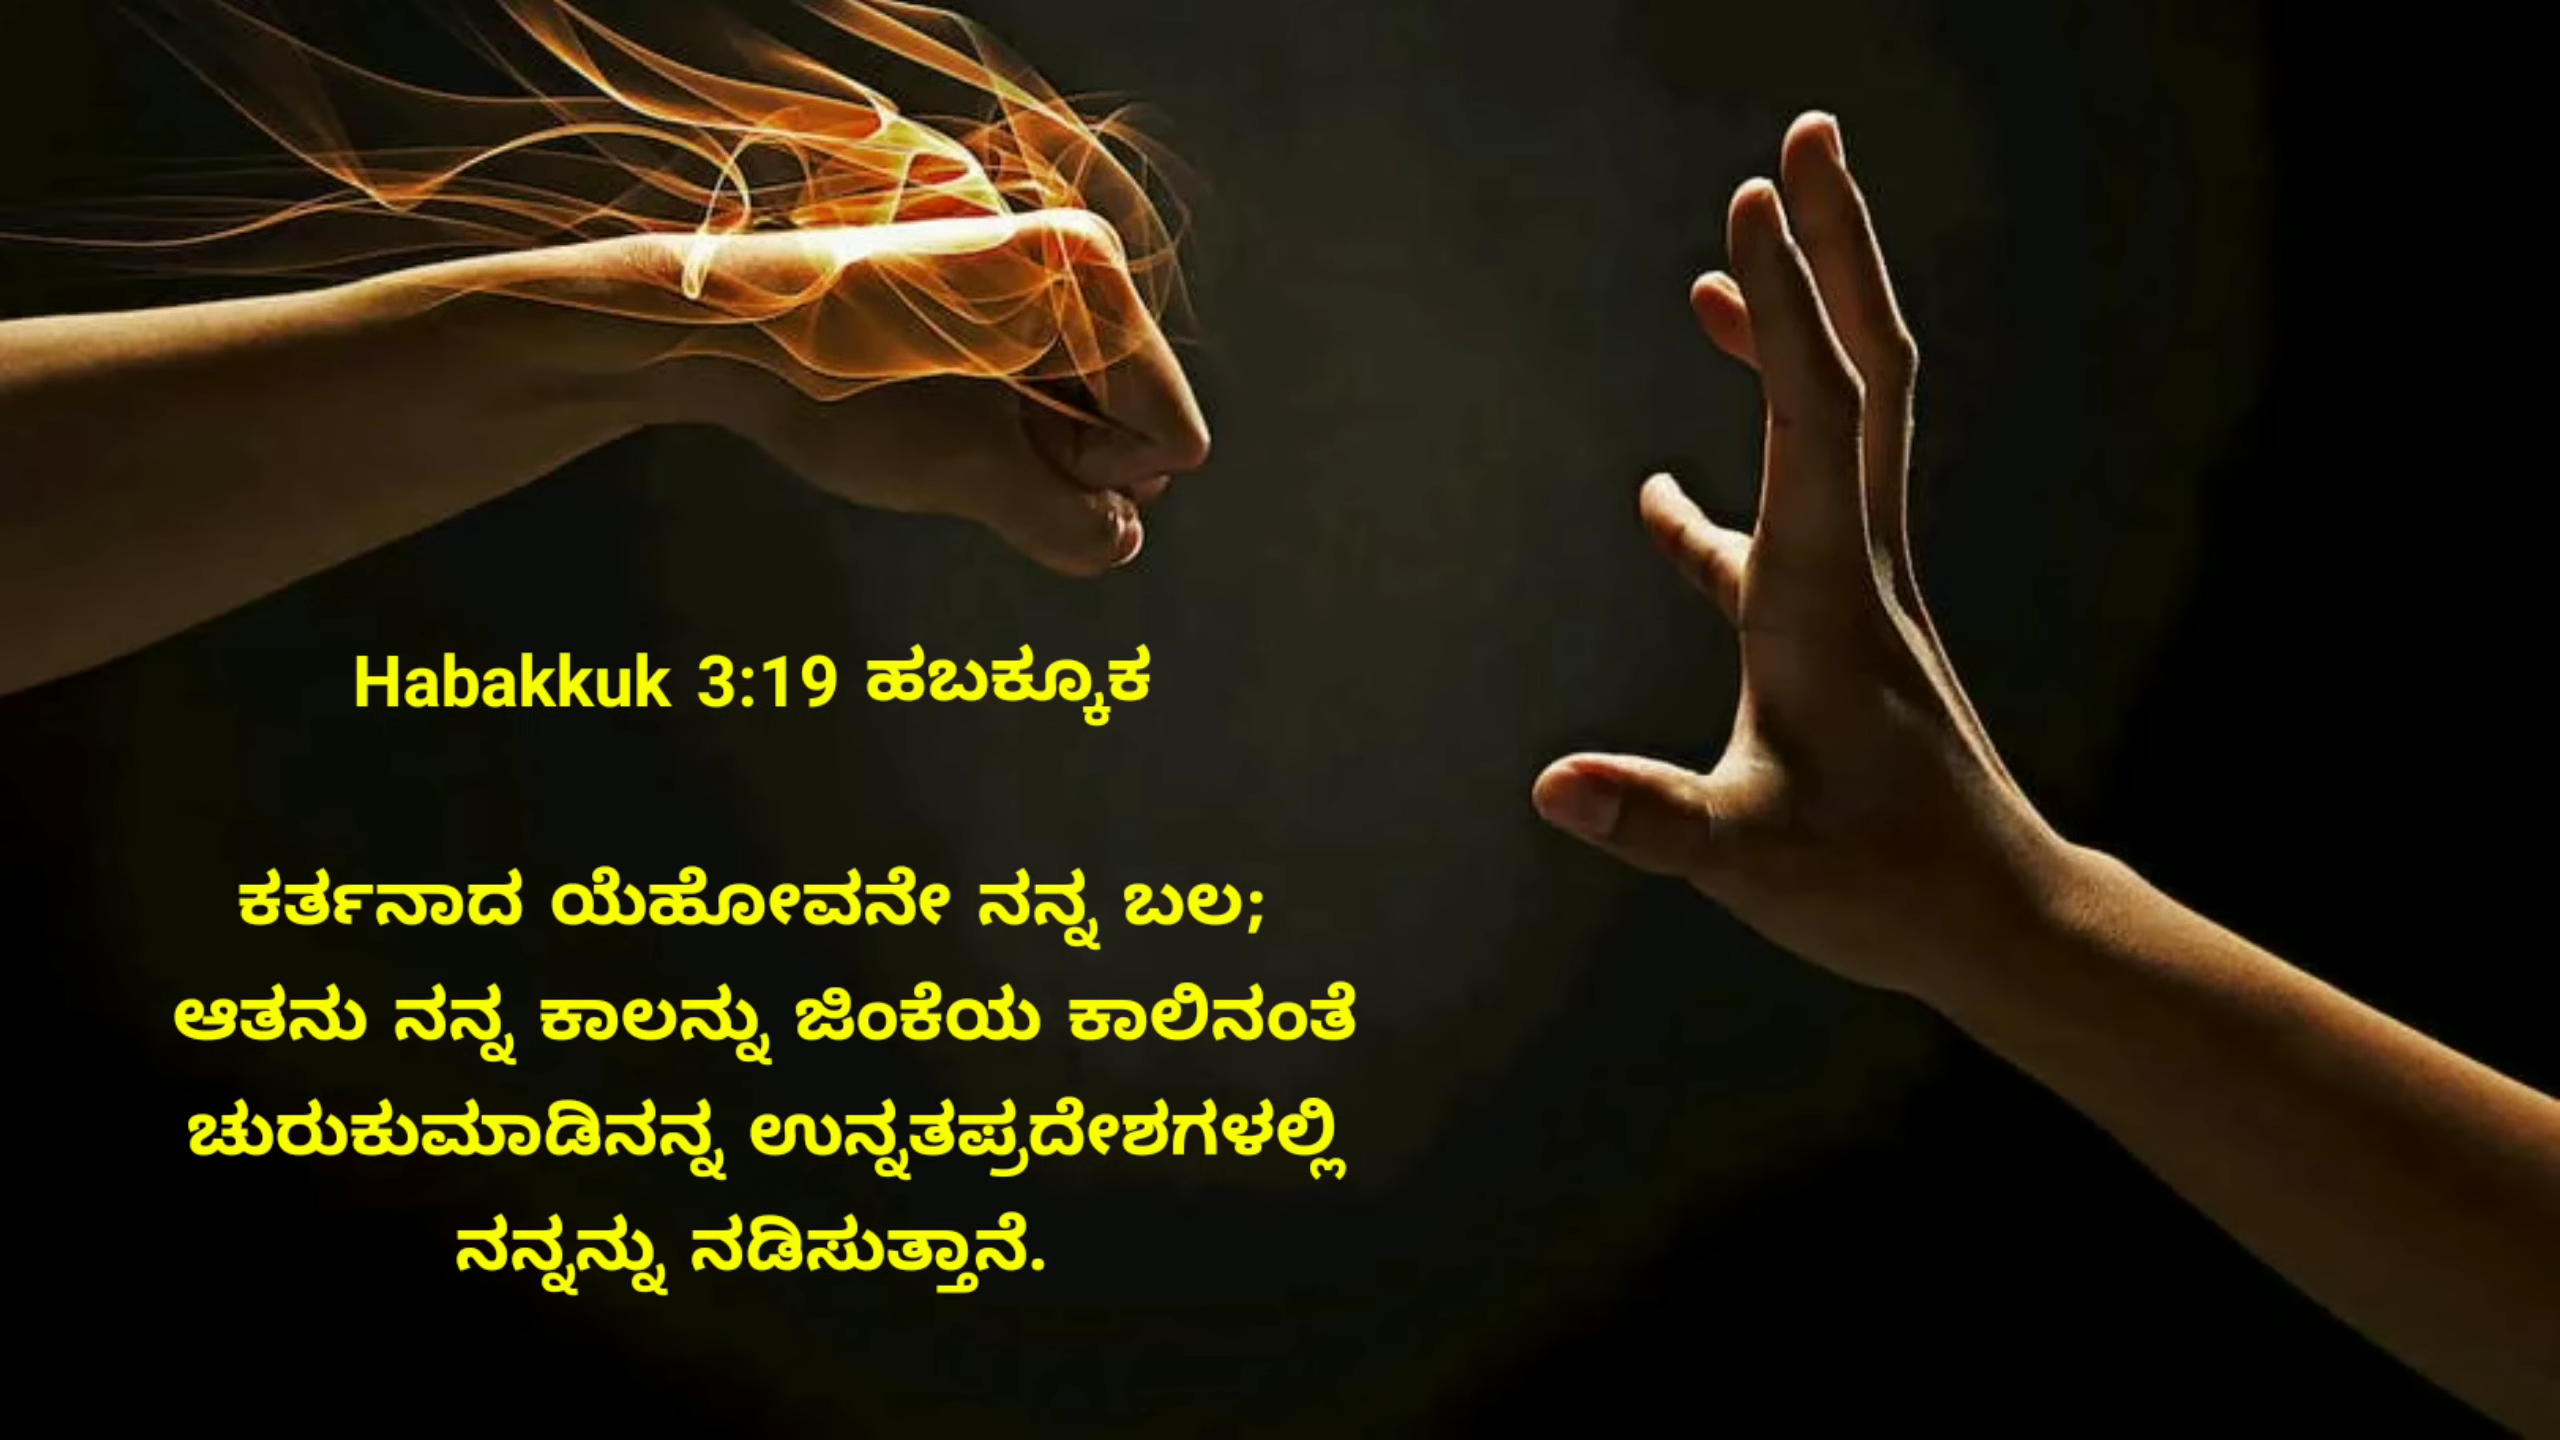 Habakkuk 3:19 ಹಬಕ್ಕೂಕ
ಕರ್ತನಾದ ಯೆಹೋವನೇ ನನ್ನ ಬಲ;
ಆತನು ನನ್ನ ಕಾಲನ್ನು ಜಿಂಕೆಯ ಕಾಲಿನಂತೆ
ಚುರುಕುಮಾಡಿನನ್ನ ಉನ್ನತಪ್ರದೇಶಗಳಲ್ಲಿ
ನನ್ನನ್ನು ನಡಿಸುತ್ತಾನೆ.